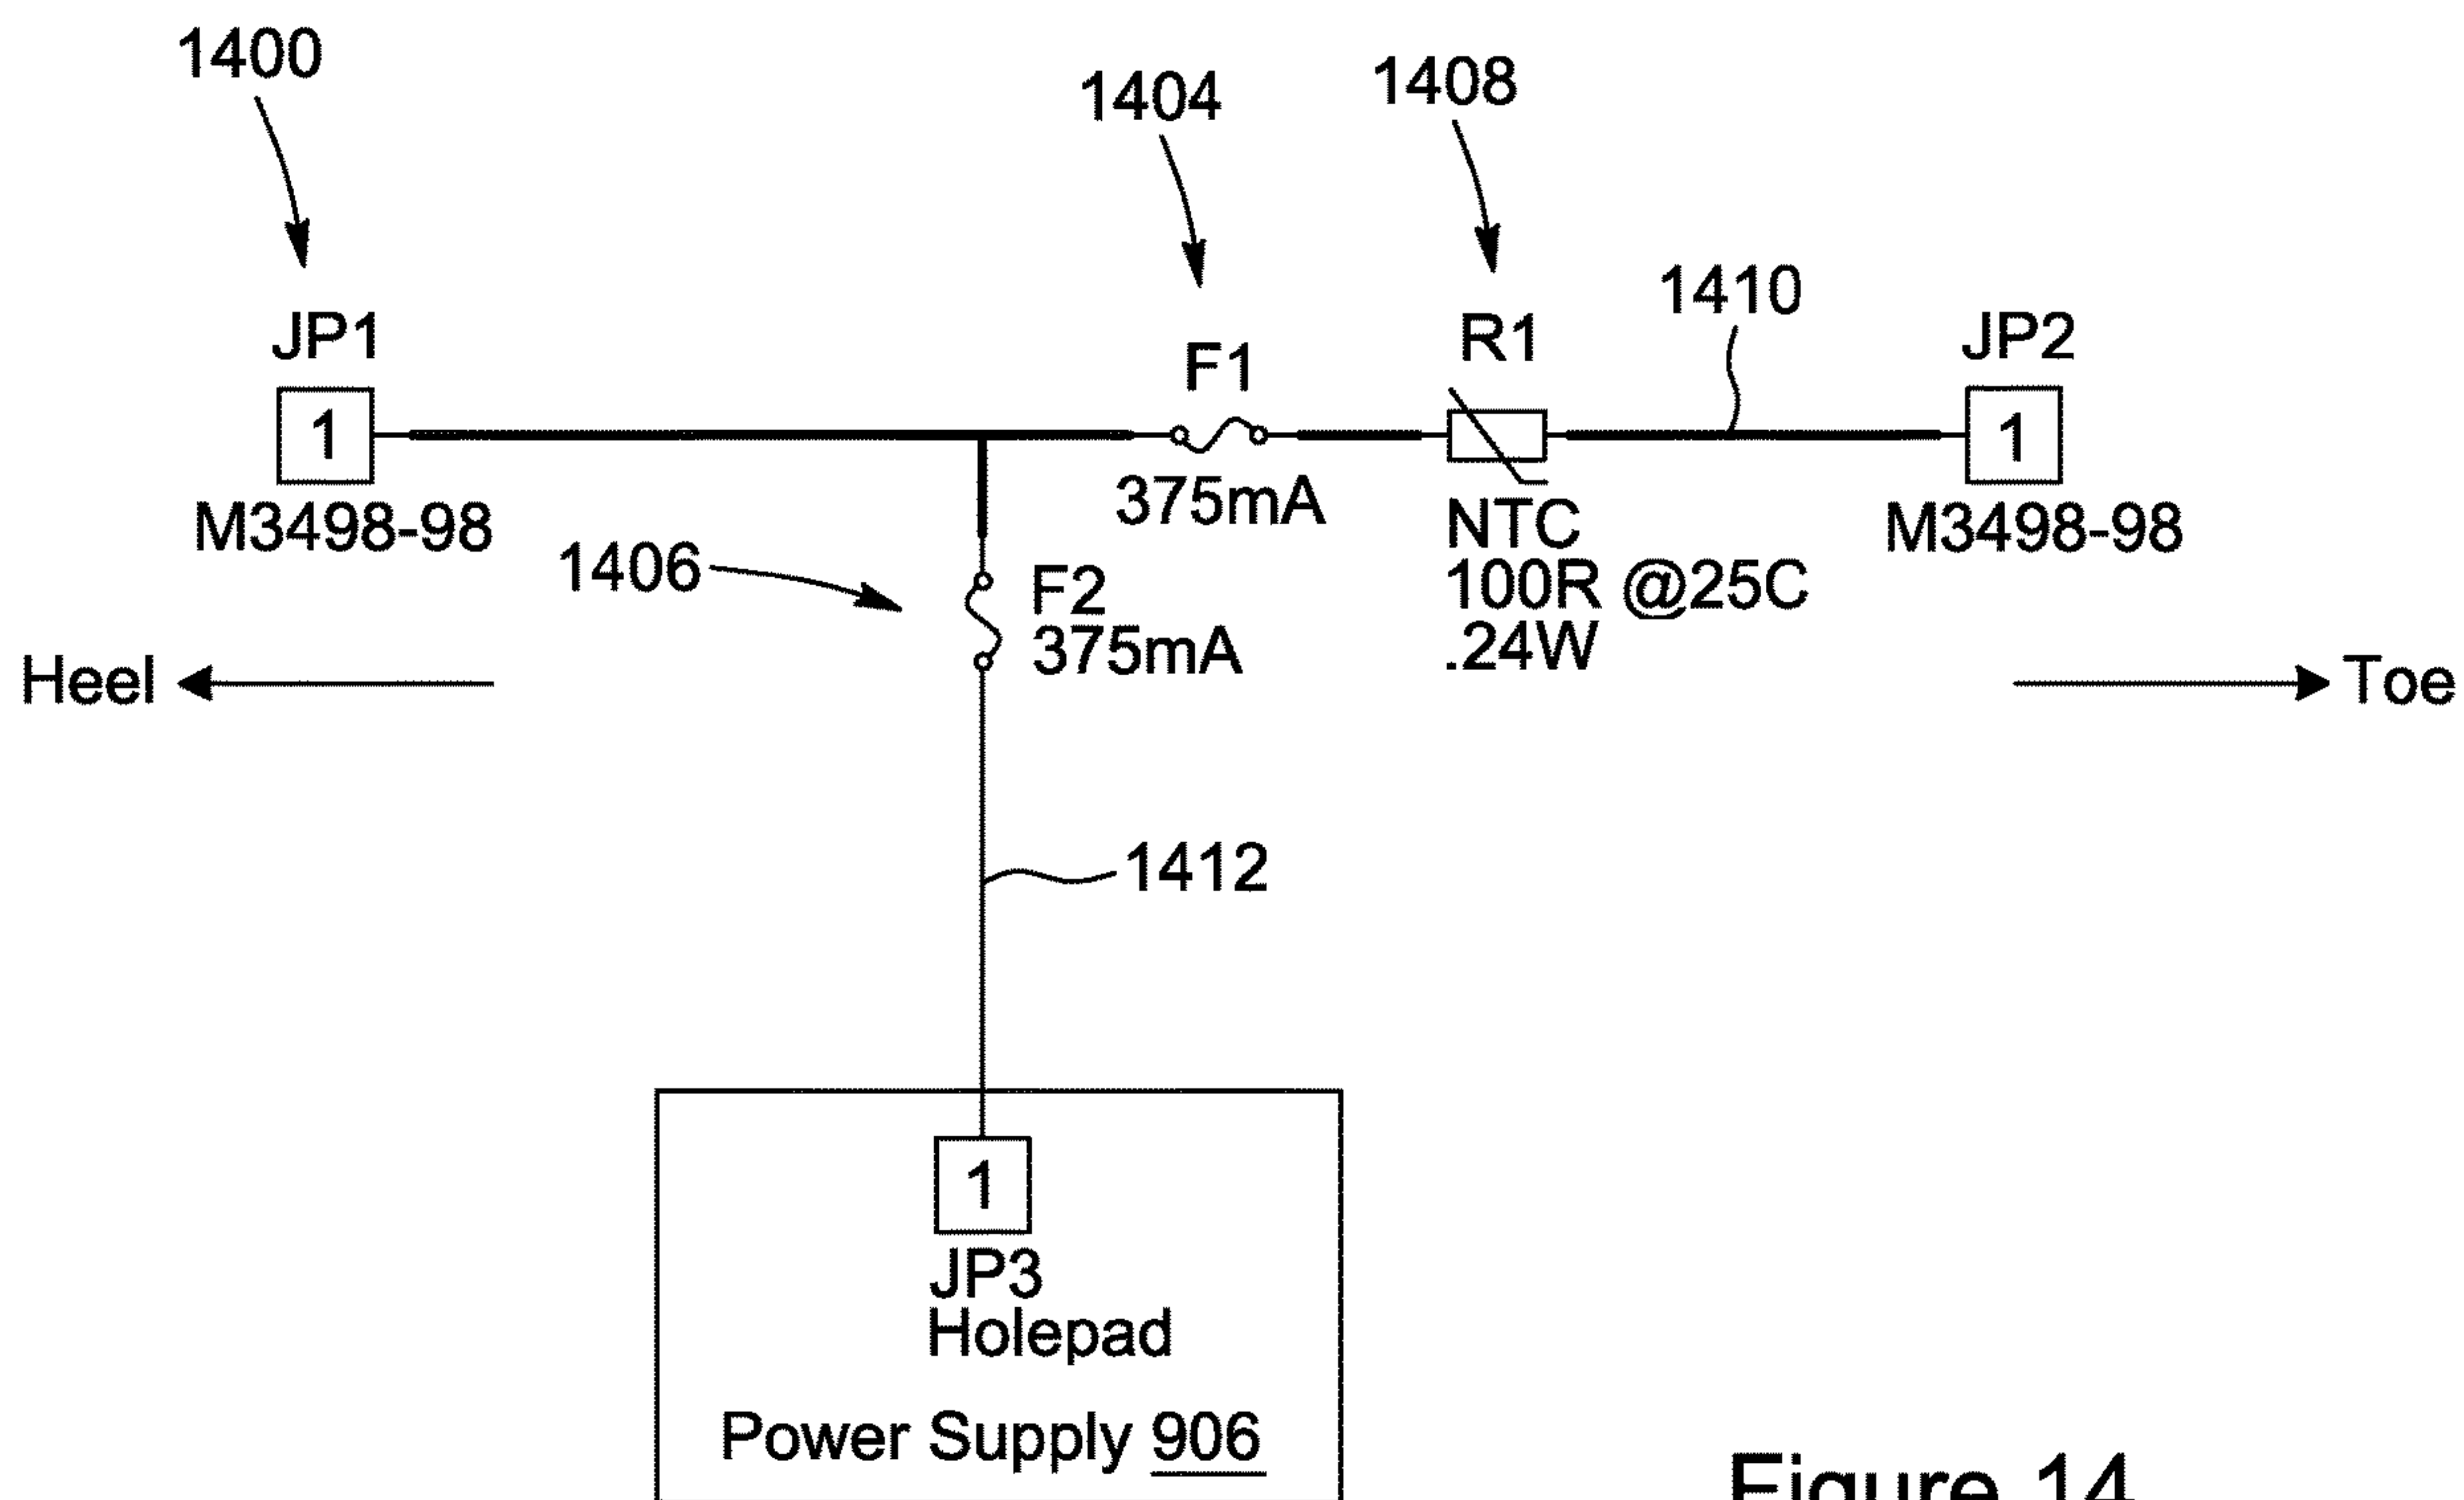 1400
1404
1408
1410
JP1
F1
R1
JP2
1
1
M3498-98
375mA
NTC
100R @25C
.24W
M3498-98
1406
F2
375mA
Heel
Toe
1412
1
JP3
Holepad
Power Supply 906
Figure 14